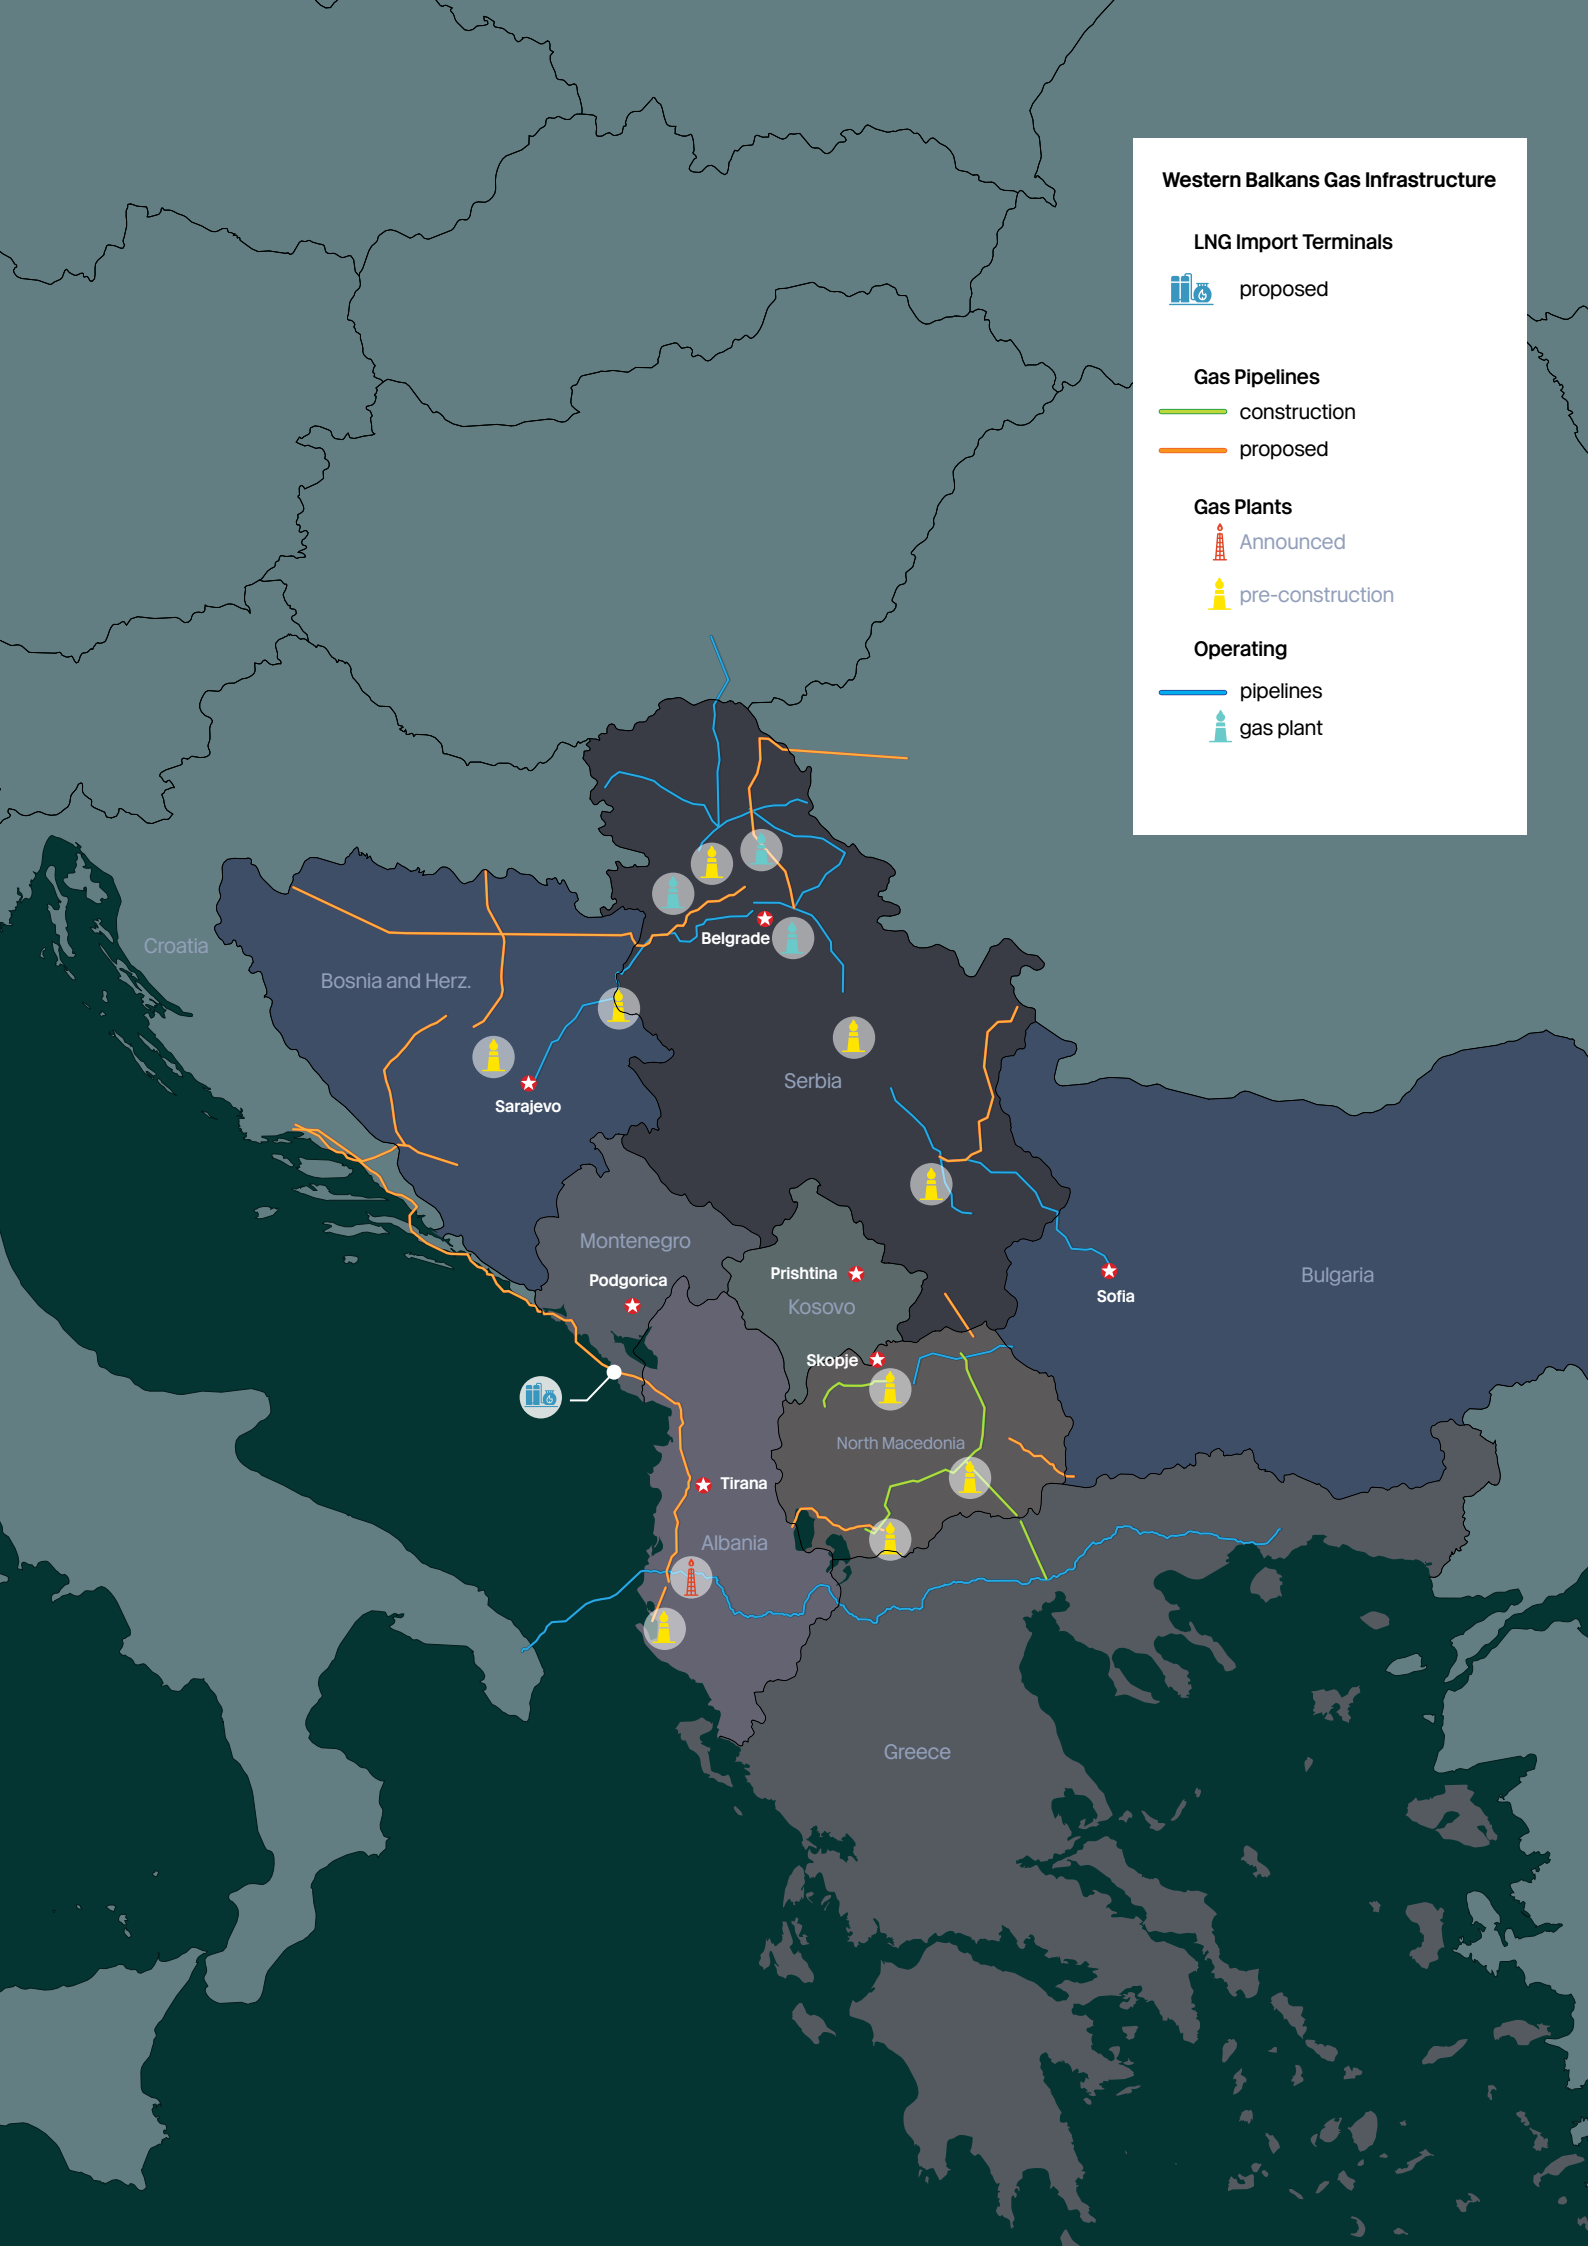 Western Balkans Gas Infrastructure
LNG Import Terminals
proposed
Gas Pipelines
construction
proposed
Gas Plants
Announced
pre-construction
Operating
pipelines
gas plant
Croatia
Bosnia and Herz.
Belgrade
Serbia
Sarajevo
Montenegro
Podgorica
Prishtina
Kosovo
Sofia
Bulgaria
Skopje
North Macedonia
Tirana
Albania
Greece